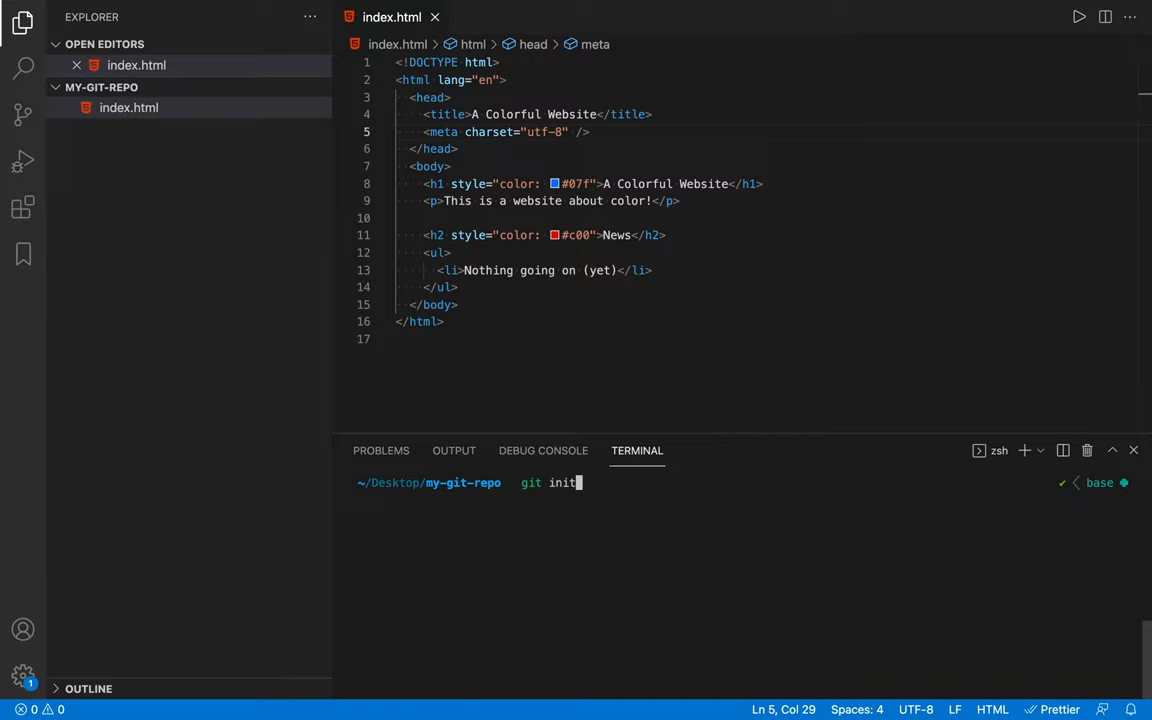 EXPLORER
OPEN EDITORS
index.html
MY-GIT-REPO
index.html
OUTLINE
1
index.html
index.html > html > head > meta
1 <!DOCTYPE html>
2 <html lang="en">
3 <head>
4 <title>A Colorful Website</title>
5 <meta charset="utf-8" />
6 </head>
7 <body>
8 <h1 style="color: #07f">A Colorful Website</h1>
9 <p>This is a website about color!</p>
10
11 <h2 style="color: #c00">News</h2>
12 <ul>
13 <li>Nothing going on (yet)</li>
14 </ul>
15 </body>
16 </html>
17
PROBLEMS OUTPUT DEBUG CONSOLE TERMINAL zsh
~/Desktop/my-git-repo git init ✔ base
0 0 Ln 5, Col 29 Spaces: 4 UTF-8 LF HTML Prettier